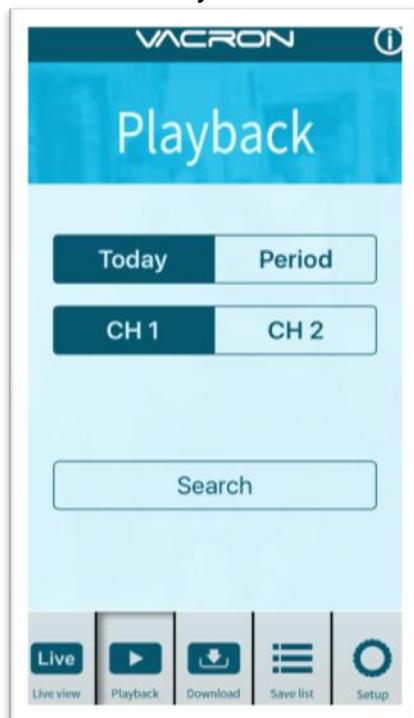 VACRON
Playback
Today Period
CH 1 CH 2
Search
Live
Live view Playback Download Save list Setup